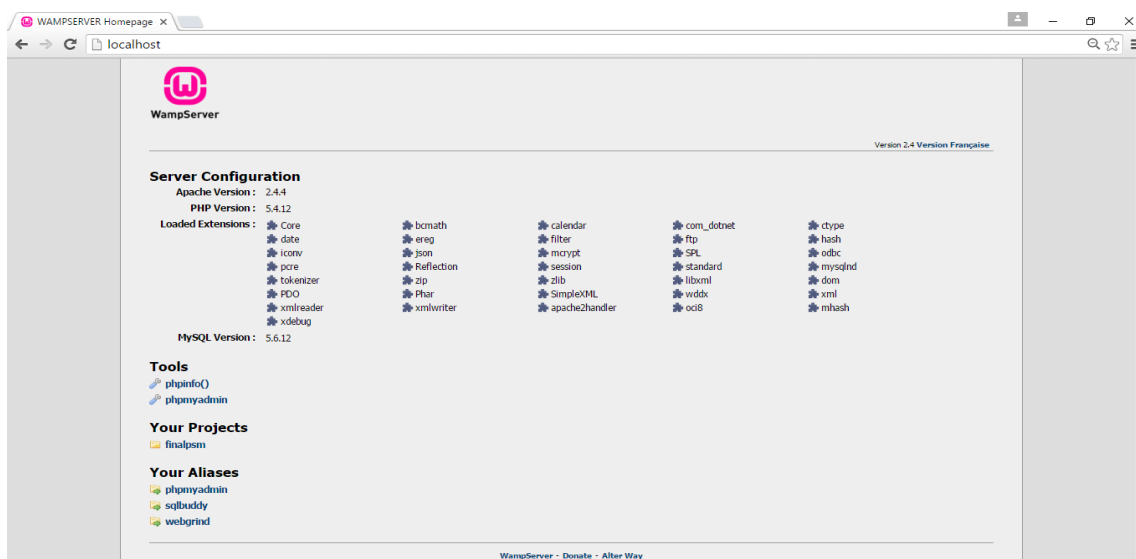 WAMPSERVER Homepage
localhost
WampServer
Version 2.4 Version Française
Server Configuration
Apache Version : 2.4.4
PHP Version : 5.4.12
Loaded Extensions : Core bcmath calendar com_dotnet ctype
date ereg filter ftp hash
iconv json mcrypt SPL odbc
pcre Reflection session standard mysqlnd
tokenizer zip zlib libxml dom
PDO Phar SimpleXML wddx xml
xmlreader xmlwriter apache2handler oci8 mhash
xdebug
MySQL Version : 5.6.12
Tools
phpinfo()
phpmyadmin
Your Projects
finalpsm
Your Aliases
phpmyadmin
sqlbuddy
webgrind
WampServer - Donate - Alter Way